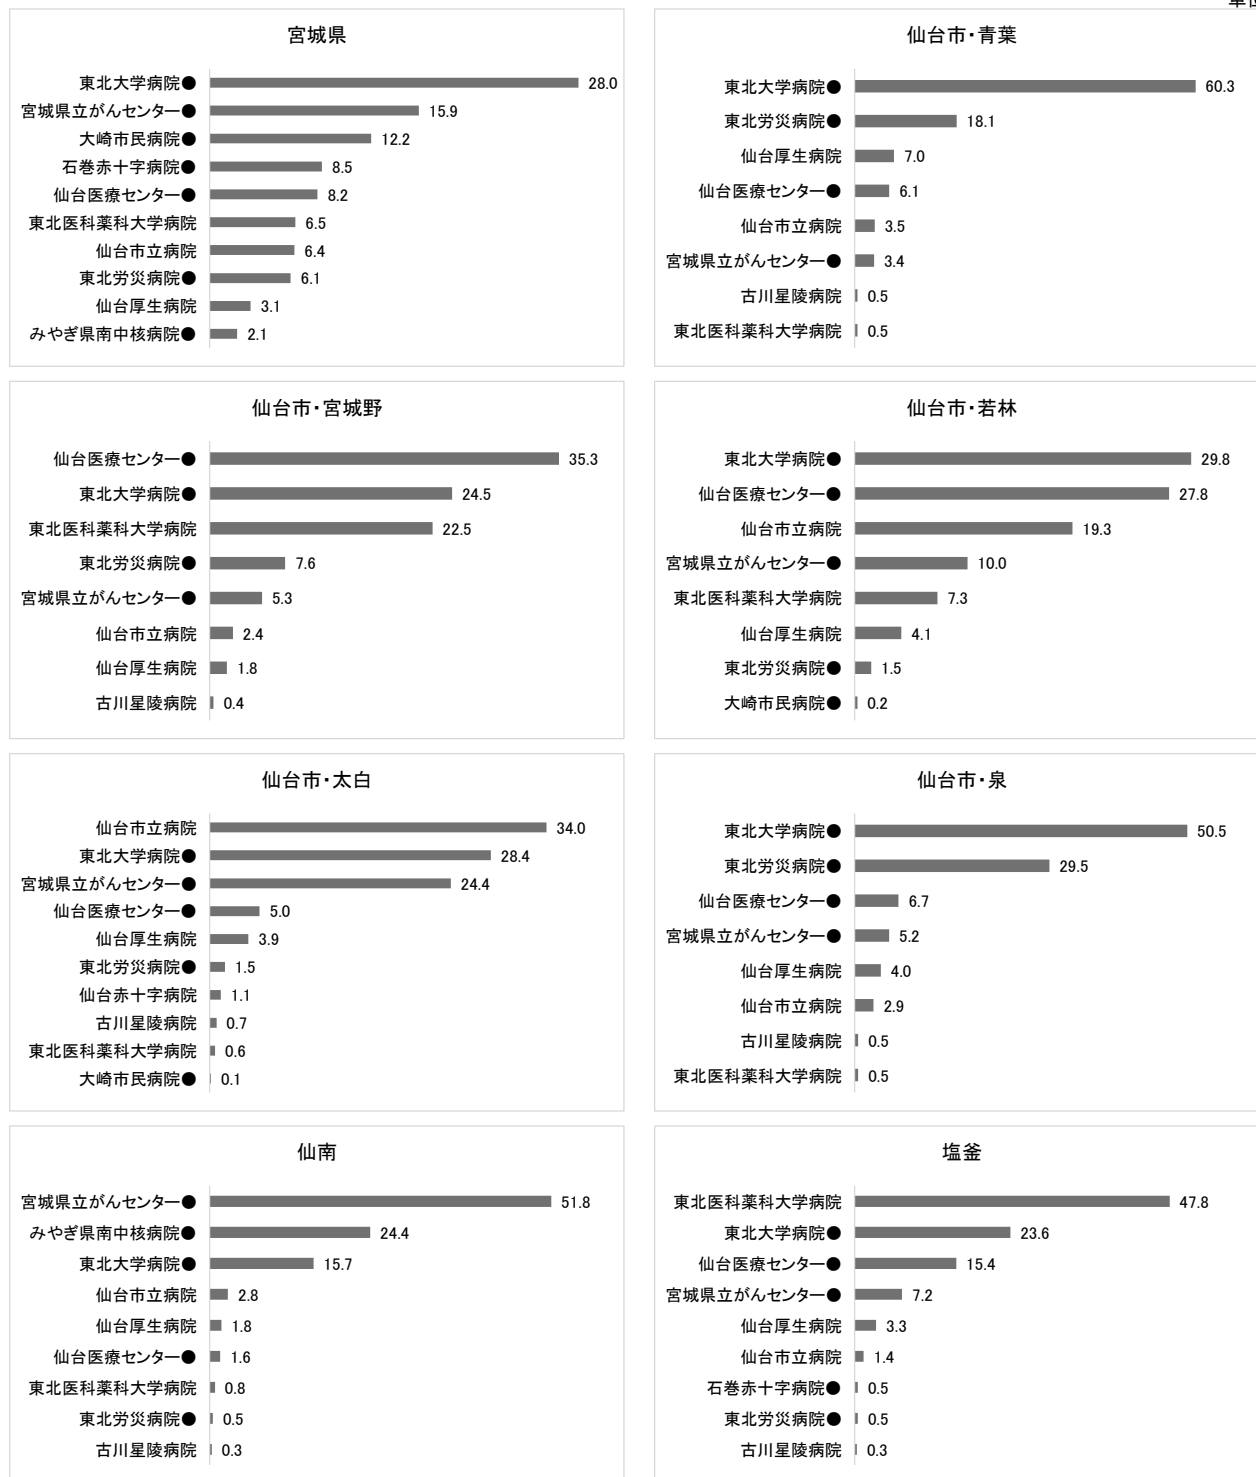 単位
宮城県
東北大学病院● 28.0
宮城県立がんセンター● 15.9
大崎市民病院● 12.2
石巻赤十字病院● 8.5
仙台医療センター● 8.2
東北医科薬科大学病院 6.5
仙台市立病院 6.4
東北労災病院● 6.1
仙台厚生病院 3.1
みやぎ県南中核病院● 2.1
仙台市・青葉
東北大学病院● 60.3
東北労災病院● 18.1
仙台厚生病院 7.0
仙台医療センター● 6.1
仙台市立病院 3.5
宮城県立がんセンター● 3.4
古川星陵病院 0.5
東北医科薬科大学病院 0.5
仙台市・宮城野
仙台医療センター● 35.3
東北大学病院● 24.5
東北医科薬科大学病院 22.5
東北労災病院● 7.6
宮城県立がんセンター● 5.3
仙台市立病院 2.4
仙台厚生病院 1.8
古川星陵病院 0.4
仙台市・若林
東北大学病院● 29.8
仙台医療センター● 27.8
仙台市立病院 19.3
宮城県立がんセンター● 10.0
東北医科薬科大学病院 7.3
仙台厚生病院 4.1
東北労災病院● 1.5
大崎市民病院● 0.2
仙台市・太白
仙台市立病院 34.0
東北大学病院● 28.4
宮城県立がんセンター● 24.4
仙台医療センター● 5.0
仙台厚生病院 3.9
東北労災病院● 1.5
仙台赤十字病院 1.1
古川星陵病院 0.7
東北医科薬科大学病院 0.6
大崎市民病院● 0.1
仙台市・泉
東北大学病院● 50.5
東北労災病院● 29.5
仙台医療センター● 6.7
宮城県立がんセンター● 5.2
仙台厚生病院 4.0
仙台市立病院 2.9
古川星陵病院 0.5
東北医科薬科大学病院 0.5
仙南
宮城県立がんセンター● 51.8
みやぎ県南中核病院● 24.4
東北大学病院● 15.7
仙台市立病院 2.8
仙台厚生病院 1.8
仙台医療センター● 1.6
東北医科薬科大学病院 0.8
東北労災病院● 0.5
古川星陵病院 0.3
塩釜
東北医科薬科大学病院 47.8
東北大学病院● 23.6
仙台医療センター● 15.4
宮城県立がんセンター● 7.2
仙台厚生病院 3.3
仙台市立病院 1.4
石巻赤十字病院● 0.5
東北労災病院● 0.5
古川星陵病院 0.3